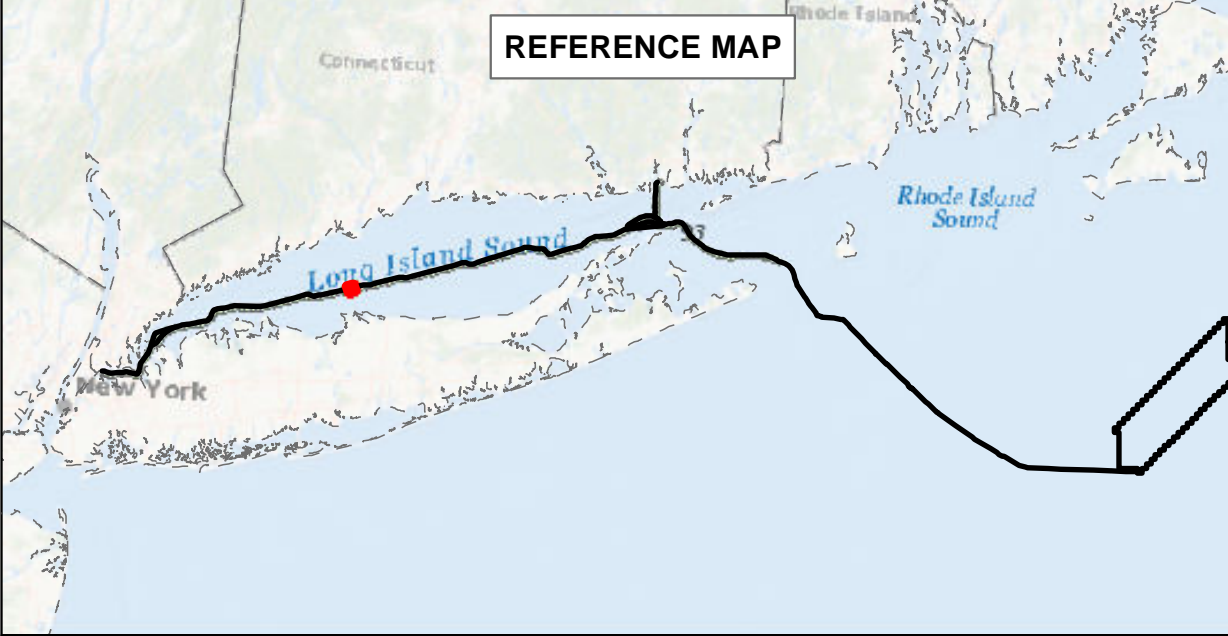 Rhode Island
REFERENCE MAP
Connecticut
Rhode Island
Sound
Long Island Sound
New York